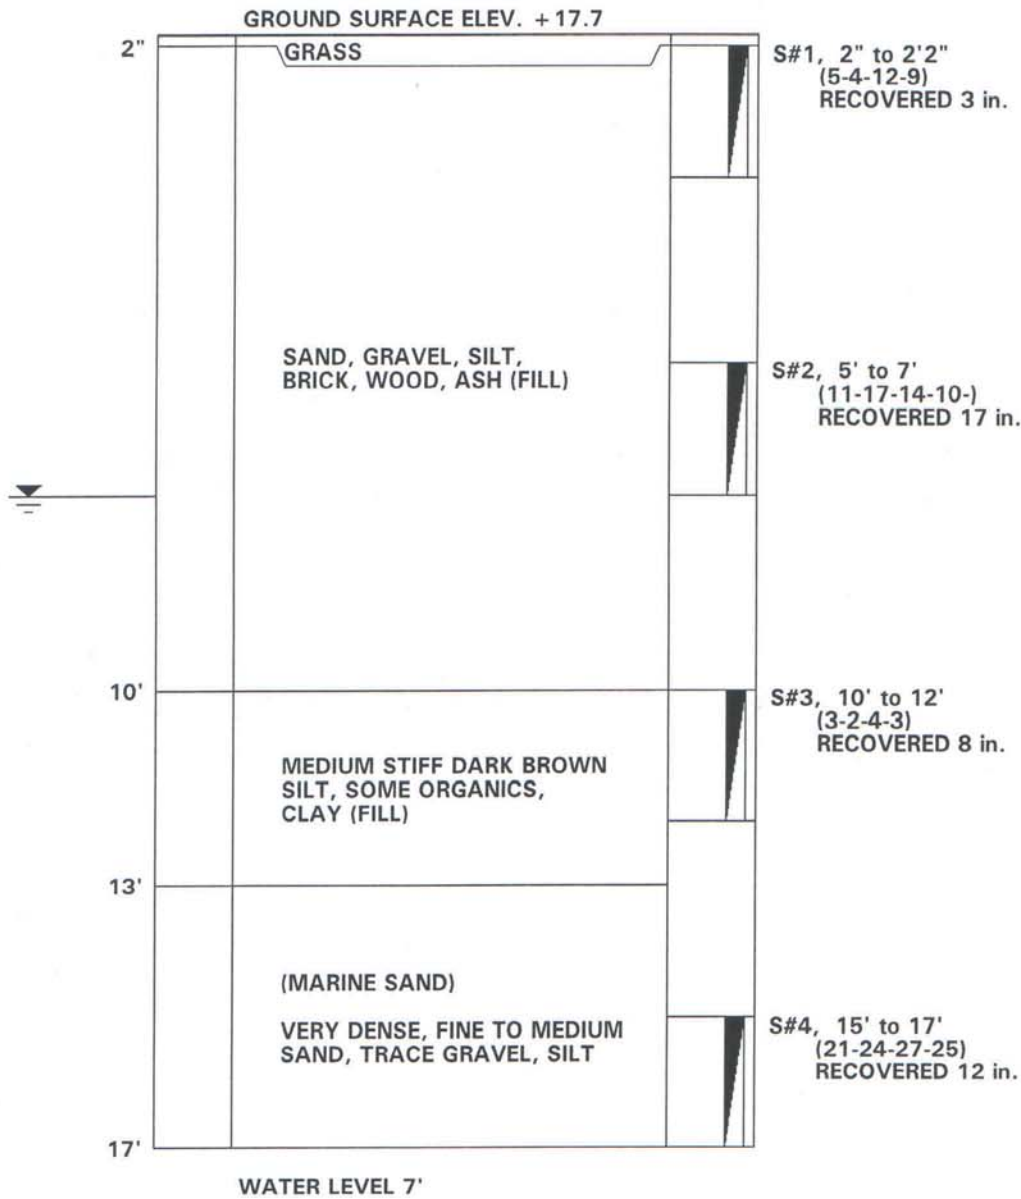 GROUND SURFACE ELEV. +17.7
2"
GRASS
S#1, 2" to 2'2"
(5-4-12-9)
RECOVERED 3 in.
SAND, GRAVEL, SILT,
BRICK, WOOD, ASH (FILL)
S#2, 5' to 7'
(11-17-14-10-)
RECOVERED 17 in.
10'
S#3, 10' to 12'
(3-2-4-3)
RECOVERED 8 in.
MEDIUM STIFF DARK BROWN
SILT, SOME ORGANICS,
CLAY (FILL)
13'
(MARINE SAND)
VERY DENSE, FINE TO MEDIUM
SAND, TRACE GRAVEL, SILT
S#4, 15' to 17'
(21-24-27-25)
RECOVERED 12 in.
17'
WATER LEVEL 7'